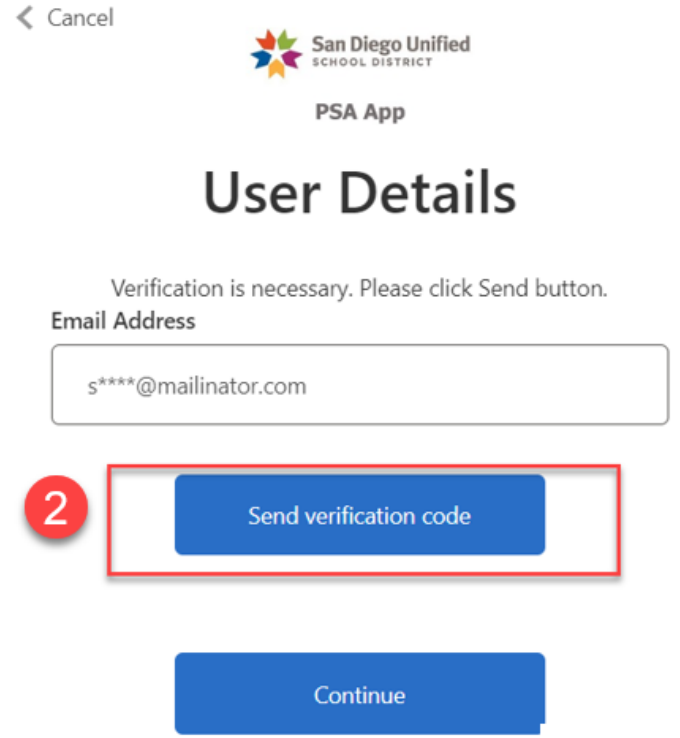 Cancel
San Diego Unified
SCHOOL DISTRICT
PSA App
User Details
Verification is necessary. Please click Send button.
Email Address
s****@mailinator.com
2
Send verification code
Continue